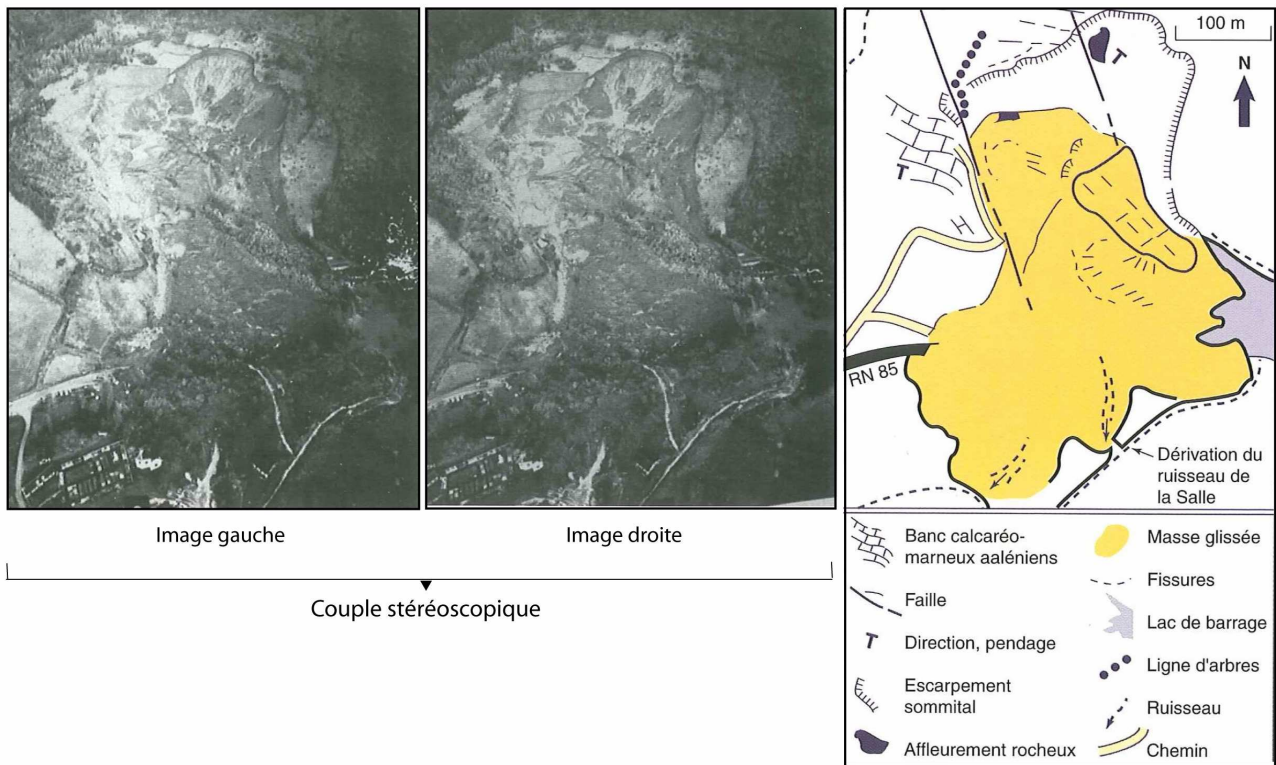 Image gauche
Image droite
Couple stéréoscopique
100 m
N
T
T
RN 85
Dérivation du
ruisseau de
la Salle
Banc calcaréo-
marneux aaléniens
Faille
T
Direction, pendage
Escarpement
sommital
Affleurement rocheux
Masse glissée
Fissures
Lac de barrage
Ligne d'arbres
Ruisseau
Chemin